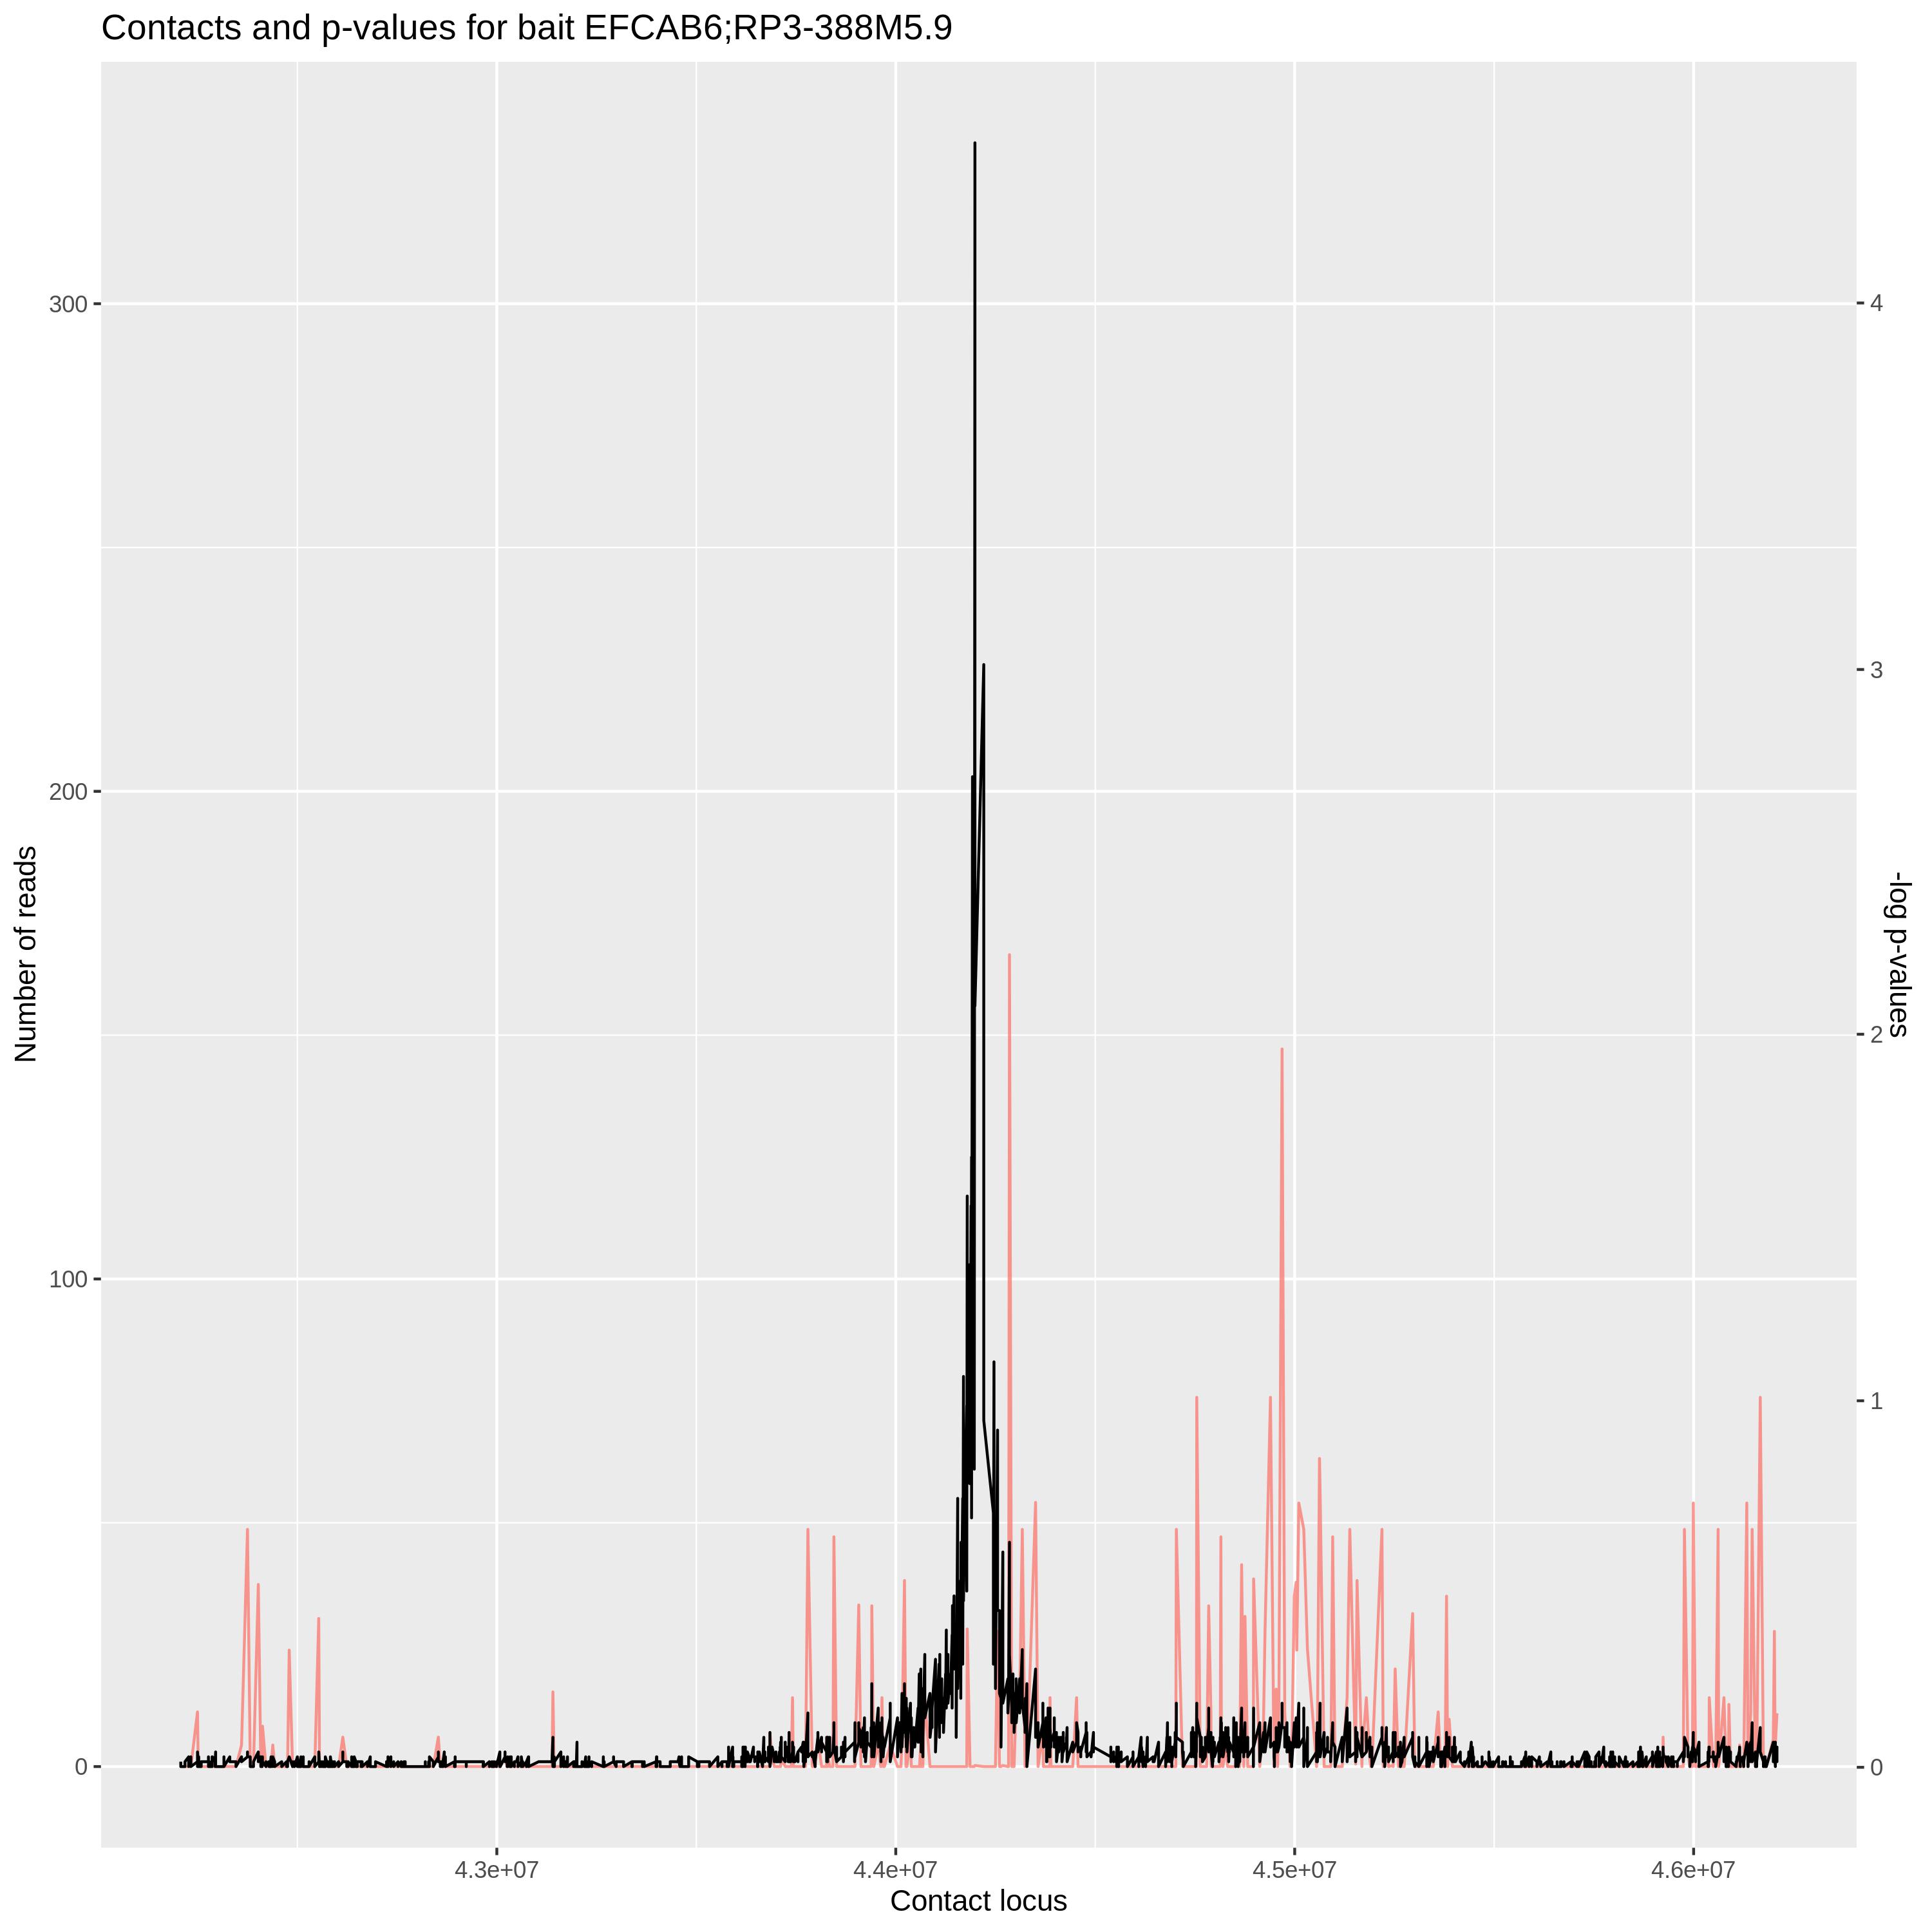 Contacts and p-values for bait EFCAB6;RP3-388M5.9
300
200
100
0
Number of reads
4
3
2
1
0
-log p-values
4.3e+07 4.4e+07 4.5e+07 4.6e+07
Contact locus